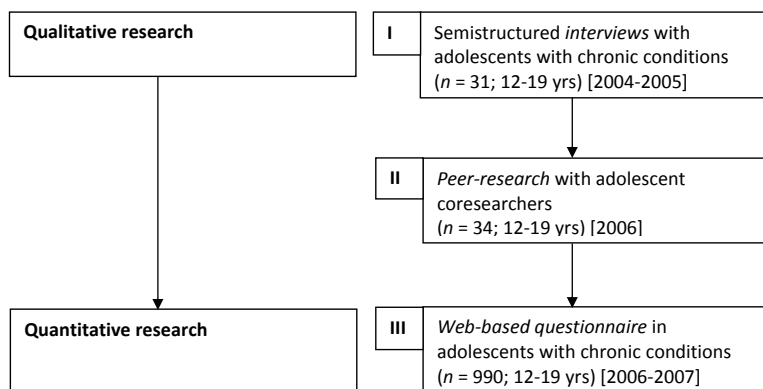 Qualitative research
I
Semistructured interviews with
adolescents with chronic conditions
(n = 31; 12-19 yrs) [2004-2005]
II
Peer-research with adolescent
coresearchers
(n = 34; 12-19 yrs) [2006]
Quantitative research
III
Web-based questionnaire in
adolescents with chronic conditions
(n = 990; 12-19 yrs) [2006-2007]